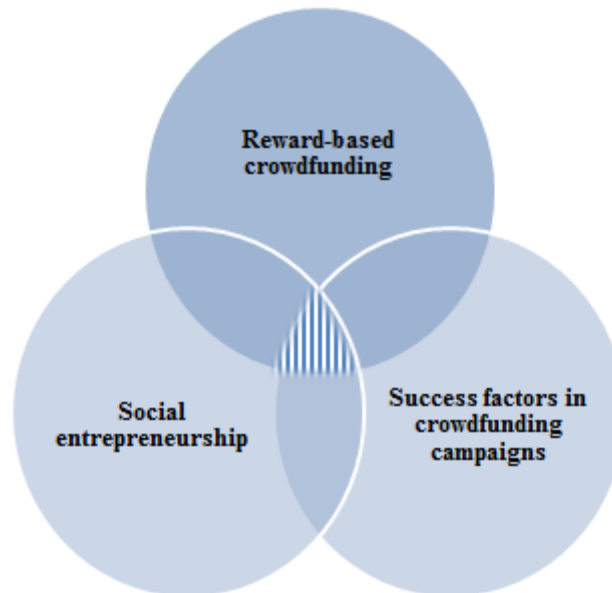 Reward-based
crowdfunding
Social
entrepreneurship
Success factors in
crowdfunding
campaigns